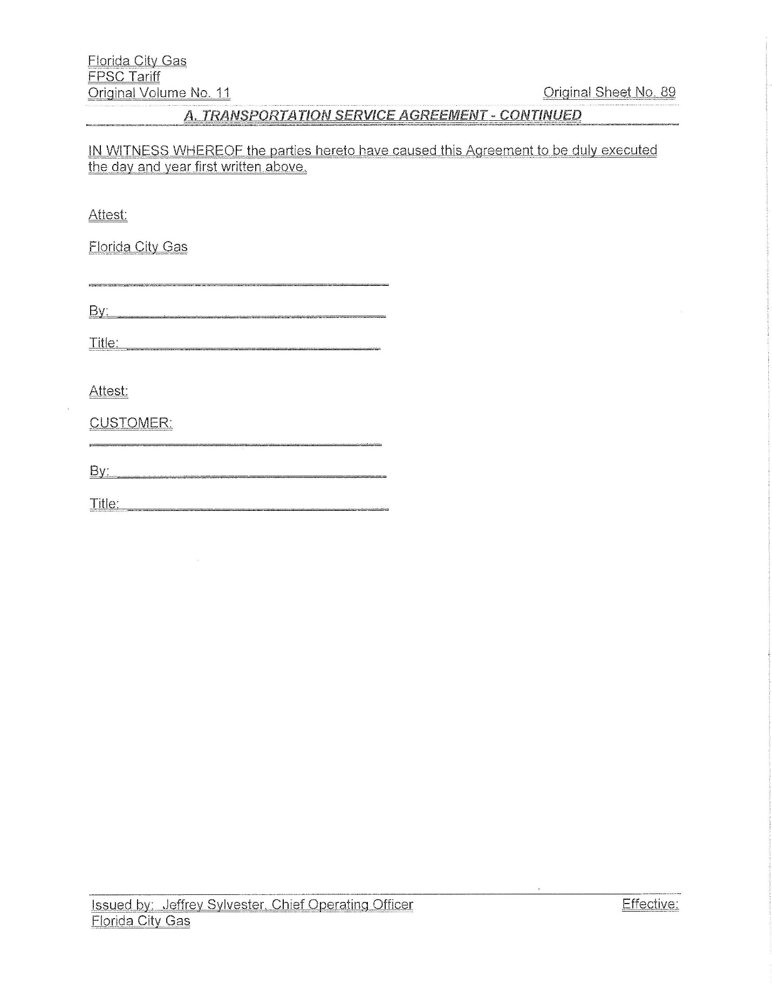 Florida City Gas
FPSC Tariff
Original Volume No. 11 Original Sheet No. 89
A. TRANSPORTATION SERVICE AGREEMENT - CONTINUED
IN WITNESS WHEREOF the parties hereto have caused this Agreement to be duly executed
the day and year first written above.
Attest:
Florida City Gas
By:
Title:
Attest:
CUSTOMER:
By:
Title:
Issued by: Jeffrey Sylvester, Chief Operating Officer Effective:
Florida City Gas